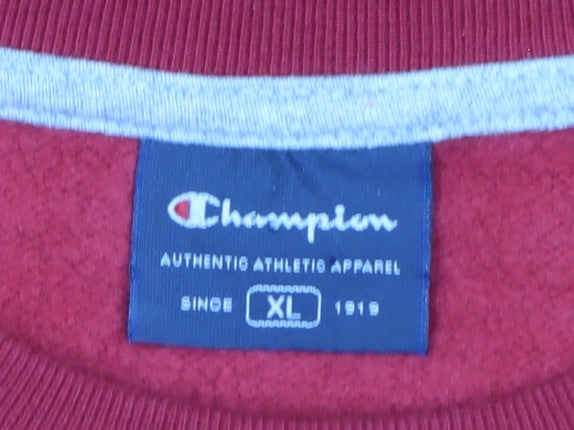 Champion
AUTHENTIC ATHLETIC APPAREL
SINCE XL 1919